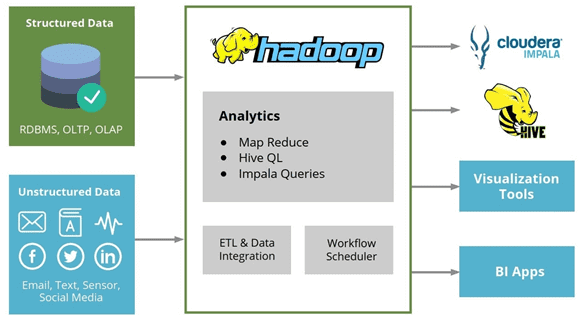 Structured Data
RDBMS, OLTP, OLAP
Unstructured Data
A
f
in
Email, Text, Sensor,
Social Media
hadoop
Analytics
● Map Reduce
● Hive QL
● Impala Queries
ETL & Data
Integration
Workflow
Scheduler
cloudera®
IMPALA
HIVE
Visualization
Tools
BI Apps